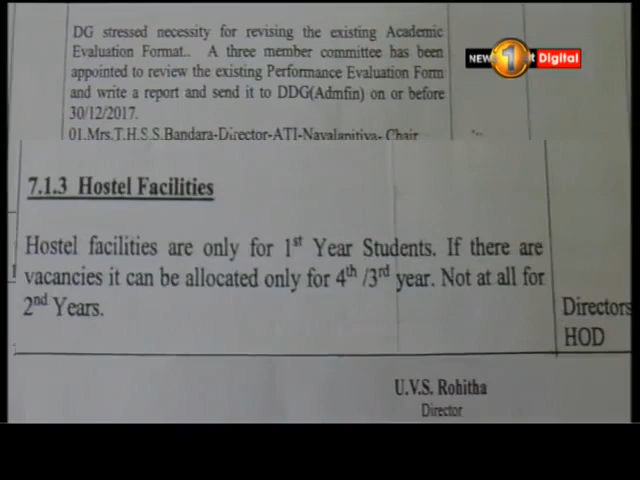 DG stressed necessity for revising the existing Academic
Evaluation Format.. A three member committee has been
appointed to review the existing Performance Evaluation Form
and write a report and send it to DDG(Admfin) on or before
30/12/2017.
01.Mrs.T.H.S.S.Bandara-Director-ATI-Navalapitiya- Chair
NEWS 1st Digital
7.1.3 Hostel Facilities
Hostel facilities are only for 1st Year Students. If there are
vacancies it can be allocated only for 4th /3rd year. Not at all for
2nd Years.
Directors
HOD
U.V.S. Rohitha
Director